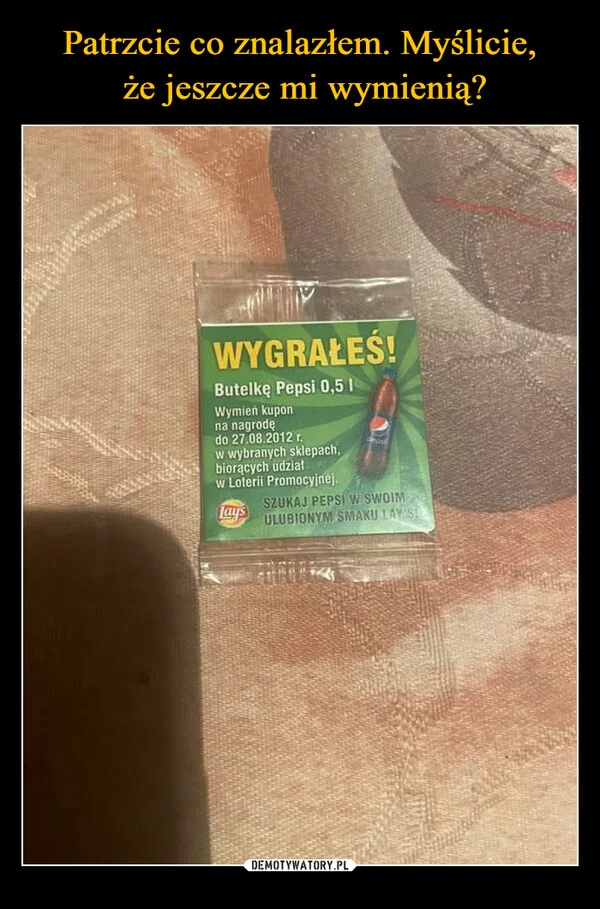 Patrzcie co znalazłem. Myślicie,
że jeszcze mi wymienią?
WYGRAŁEŚ!
Butelkę Pepsi 0,5 l
Wymień kupon
na nagrodę
do 27.08.2012 r.
w wybranych sklepach,
biorących udział
w Loterii Promocyjnej.
Lay's
SZUKAJ PEPSI W SWOIM
ULUBIONYM SMAKU LAY'S!
pepsi
DEMOTYWATORY.PL